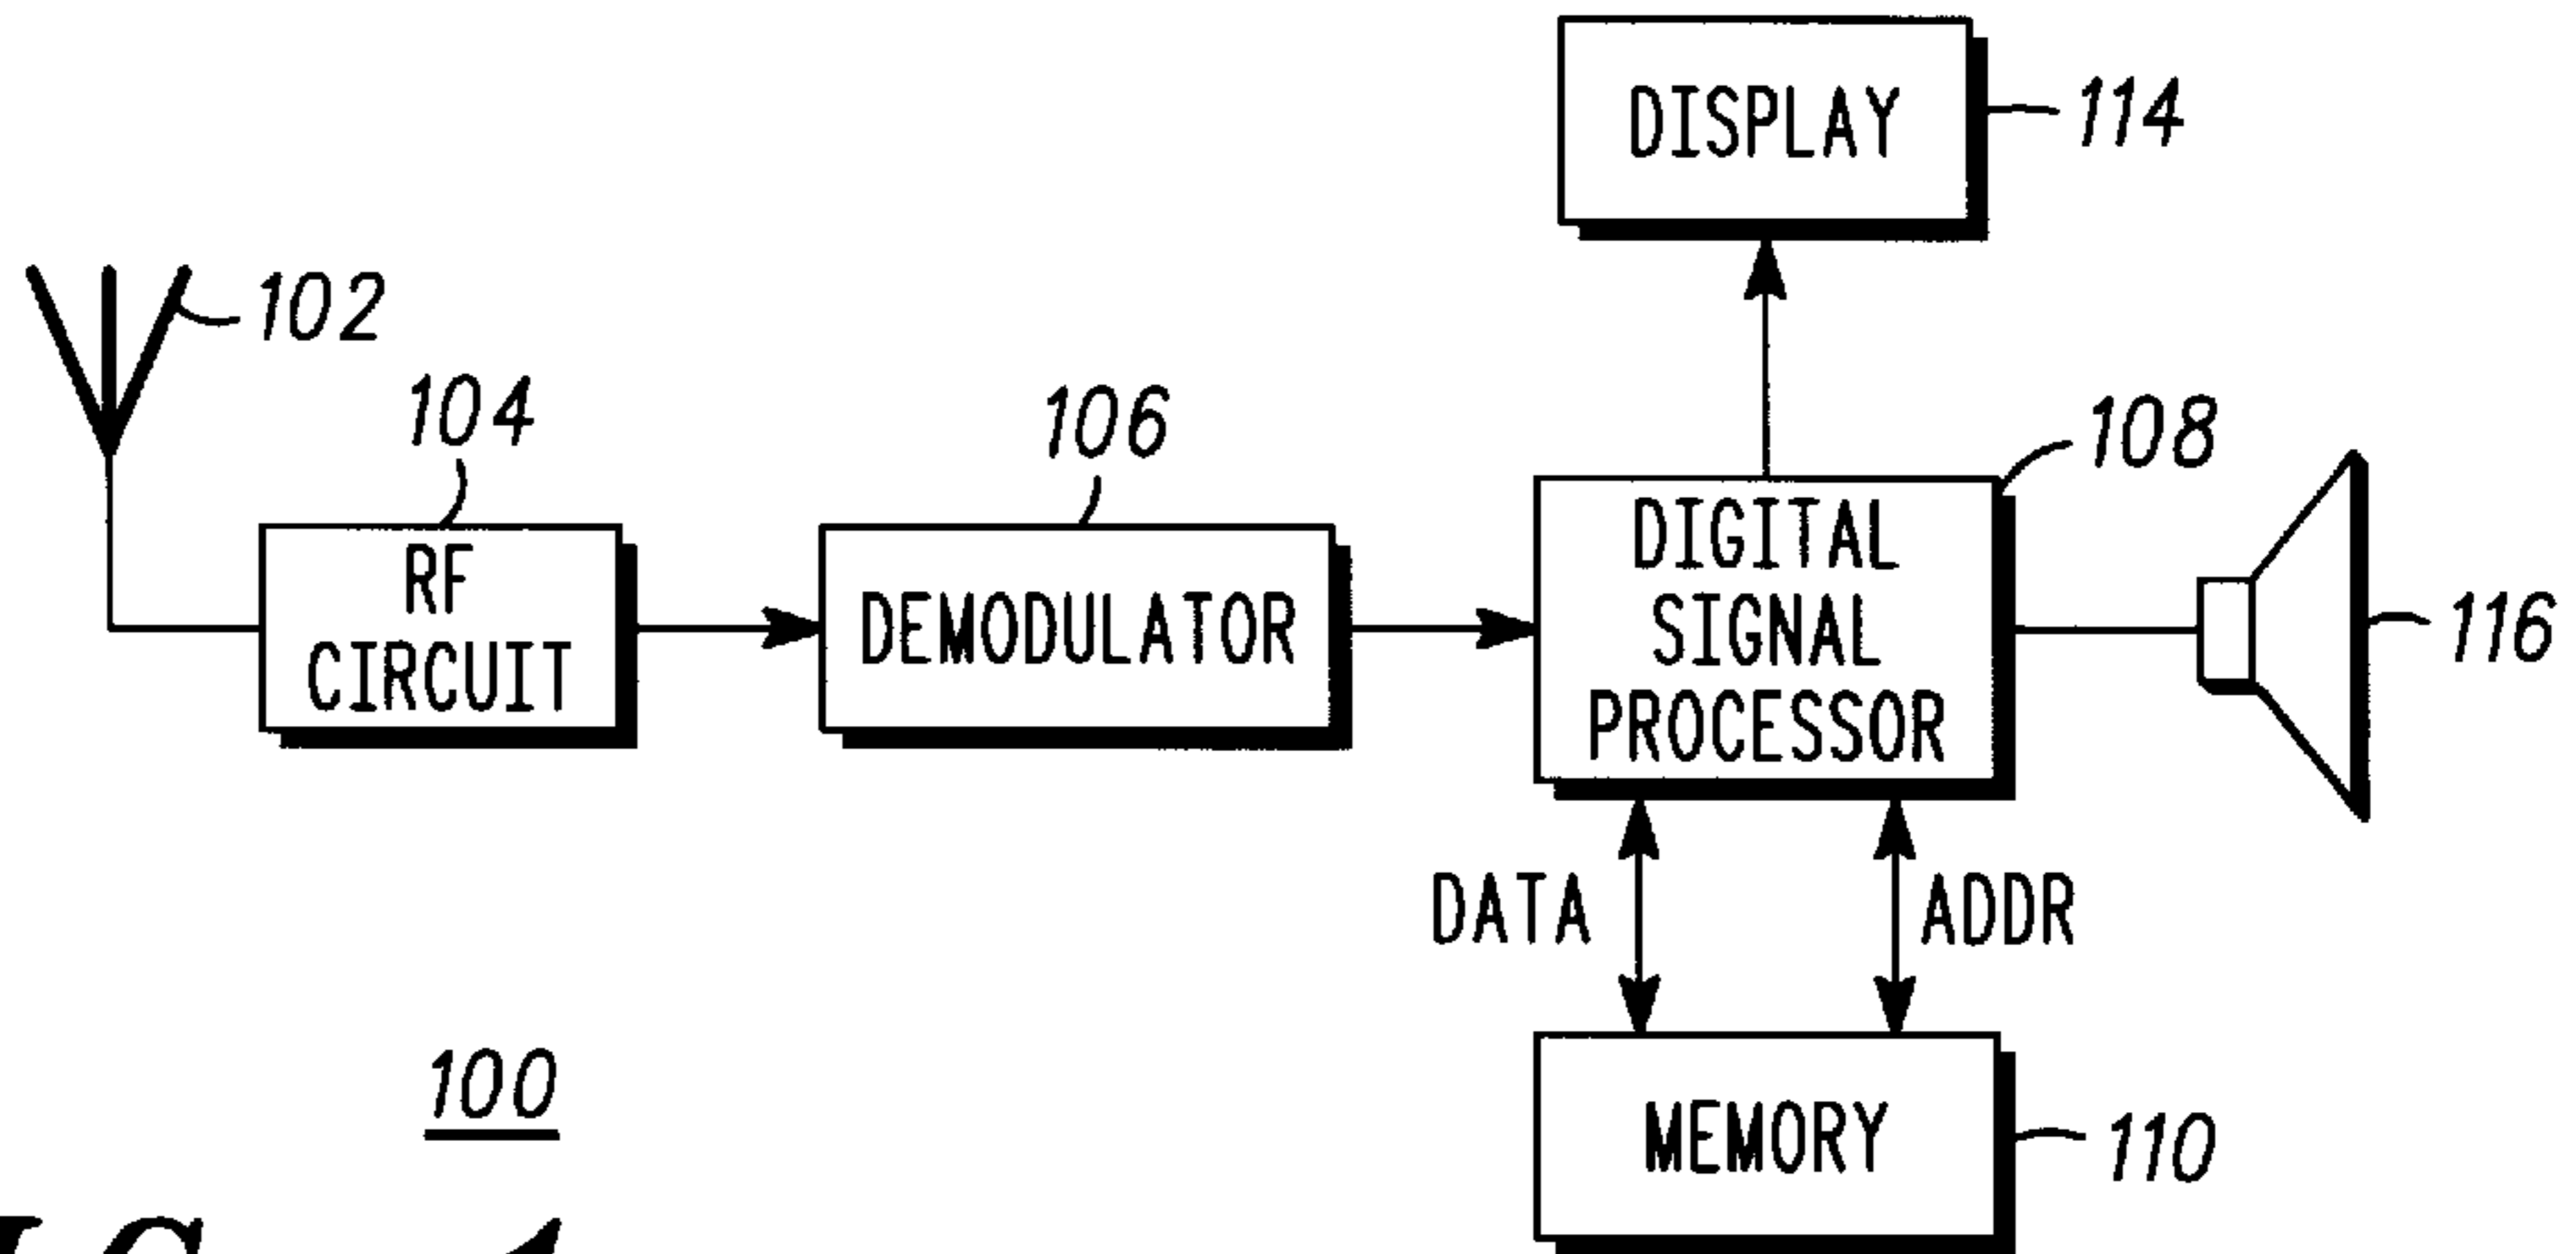 DISPLAY
114
102
104
106
108
RF
CIRCUIT
DEMODULATOR
DIGITAL
SIGNAL
PROCESSOR
116
DATA
ADDR
100
MEMORY
110